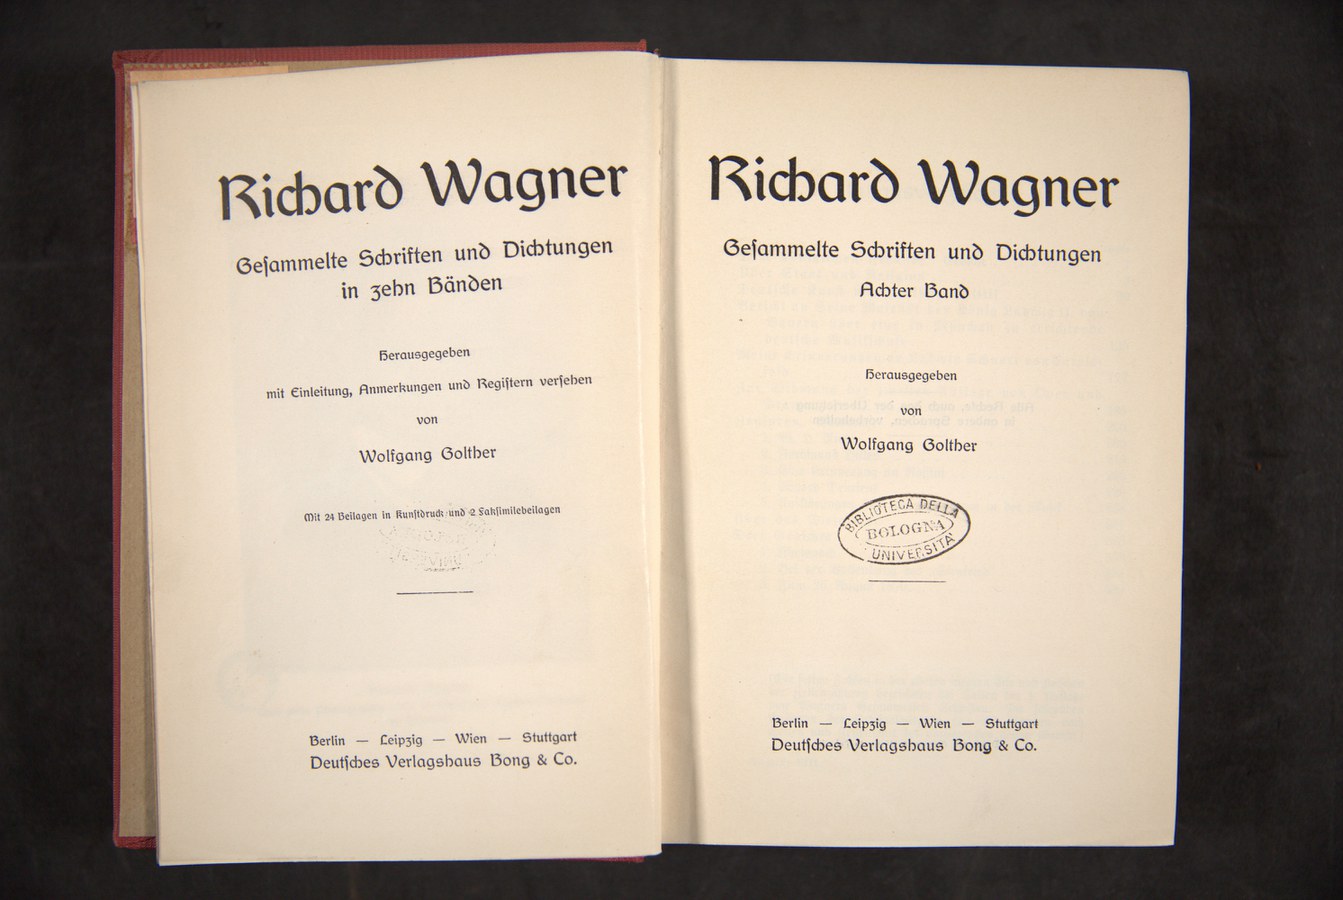 Richard Wagner
Geſammelte Schriften und Dichtungen
in zehn Bänden
Herausgegeben
mit Einleitung, Anmerkungen und Regiſtern verſehen
von
Wolfgang Golther
Mit 24 Beilagen in Kunſtdruck und 2 Fakſimilebeilagen
Berlin — Leipzig — Wien — Stuttgart
Deutſches Verlagshaus Bong & Co.
Richard Wagner
Geſammelte Schriften und Dichtungen
Achter Band
Herausgegeben
von
Wolfgang Golther
BIBLIOTECA DELLA
BOLOGNA
UNIVERSITÀ
Berlin — Leipzig — Wien — Stuttgart
Deutſches Verlagshaus Bong & Co.